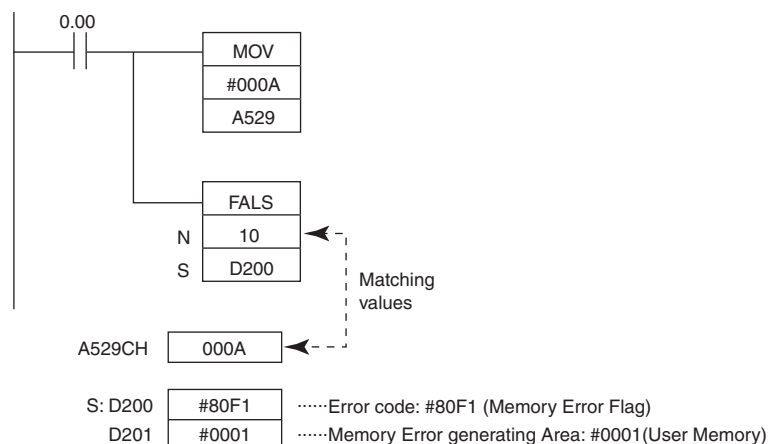 0.00
MOV
#000A
A529
FALS
N 10
S D200
Matching
values
A529CH 000A
S: D200 #80F1 ······Error code: #80F1 (Memory Error Flag)
D201 #0001 ······Memory Error generating Area: #0001(User Memory)